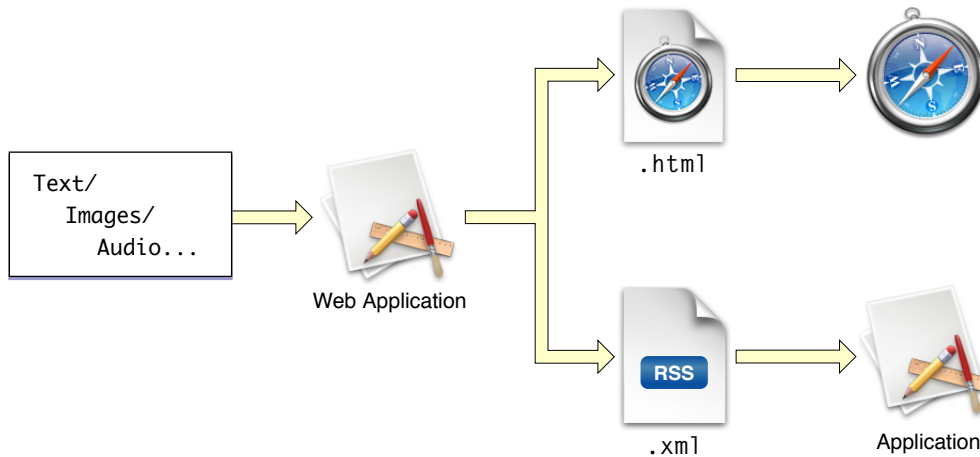 Text/
Images/
Audio...
Web Application
.html
N
E
S
W
N
E
S
W
RSS
.xml
Application